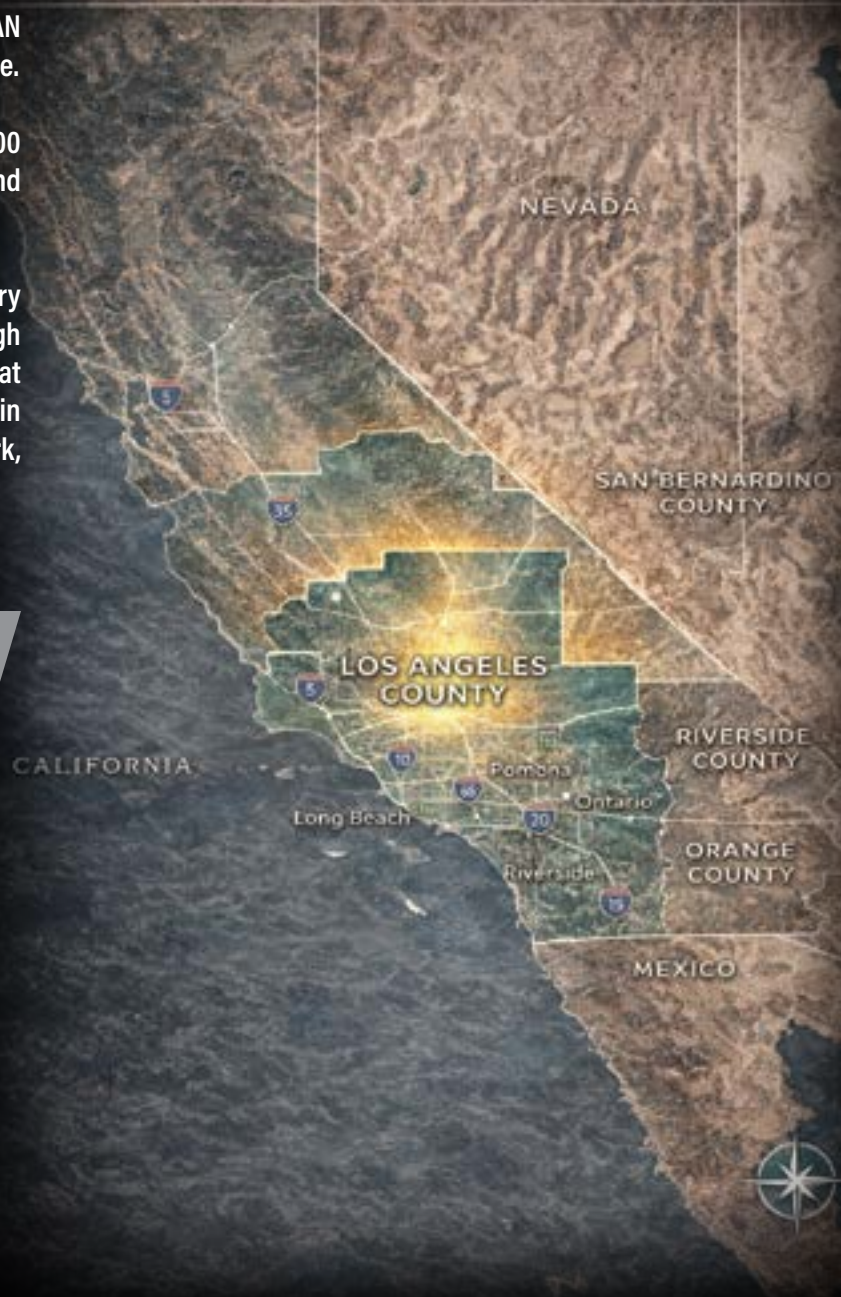 AN
e.
00
nd
ry
gh
at
in
rk,
NEVADA
5
SAN BERNARDINO
COUNTY
35
LOS ANGELES
COUNTY
5
RIVERSIDE
COUNTY
CALIFORNIA
10
Pomona
66
Ontario
Long Beach
20
ORANGE
COUNTY
Riverside
15
MEXICO